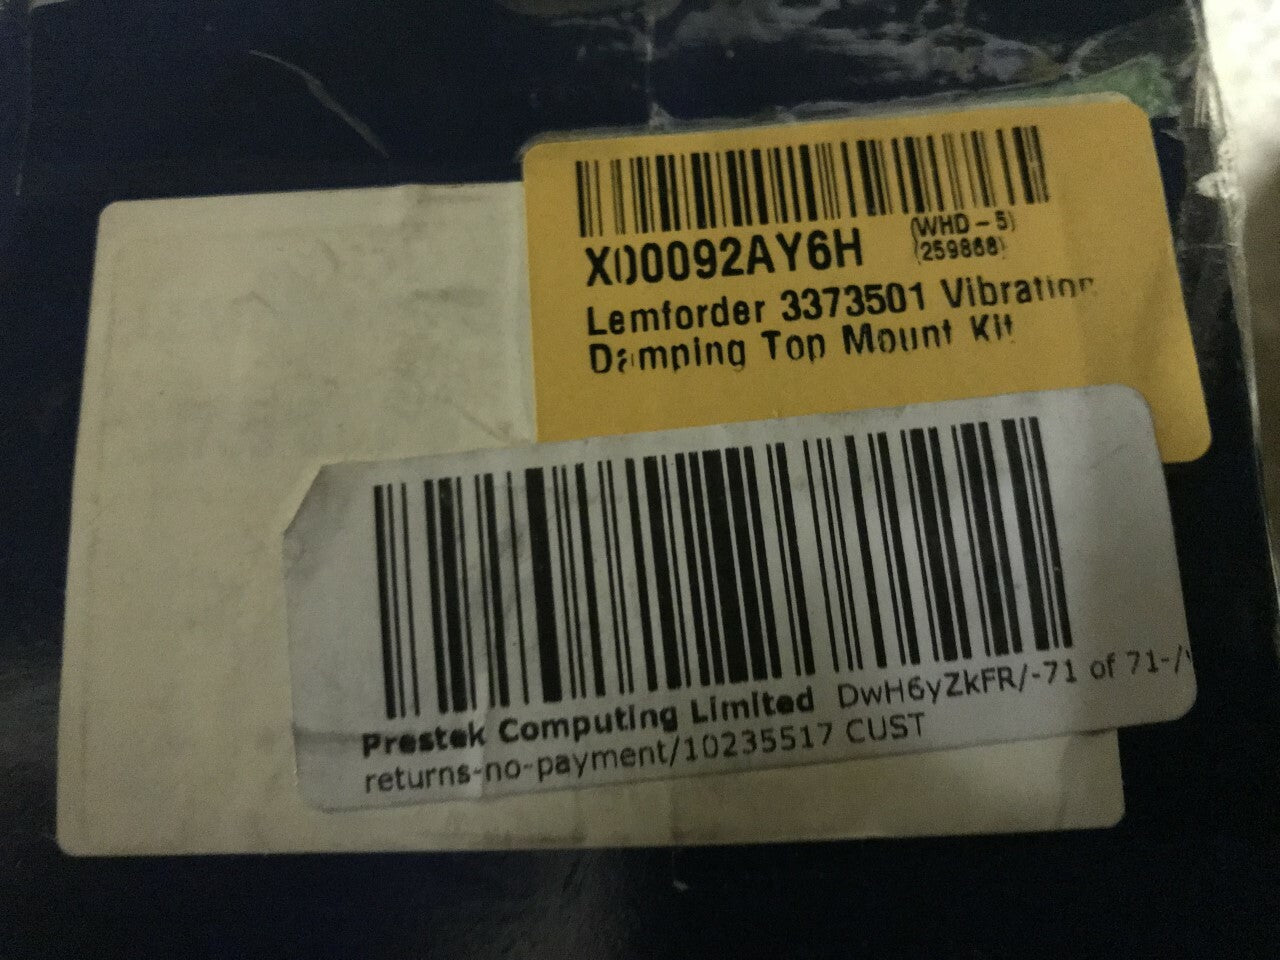 X00092AY6H
(WHD-5)
(259868)
Lemforder 3373501 Vibration
Damping Top Mount Kit
Prestek Computing Limited DwH6yZkFR/-71 of 71-/
returns-no-payment/10235517 CUST